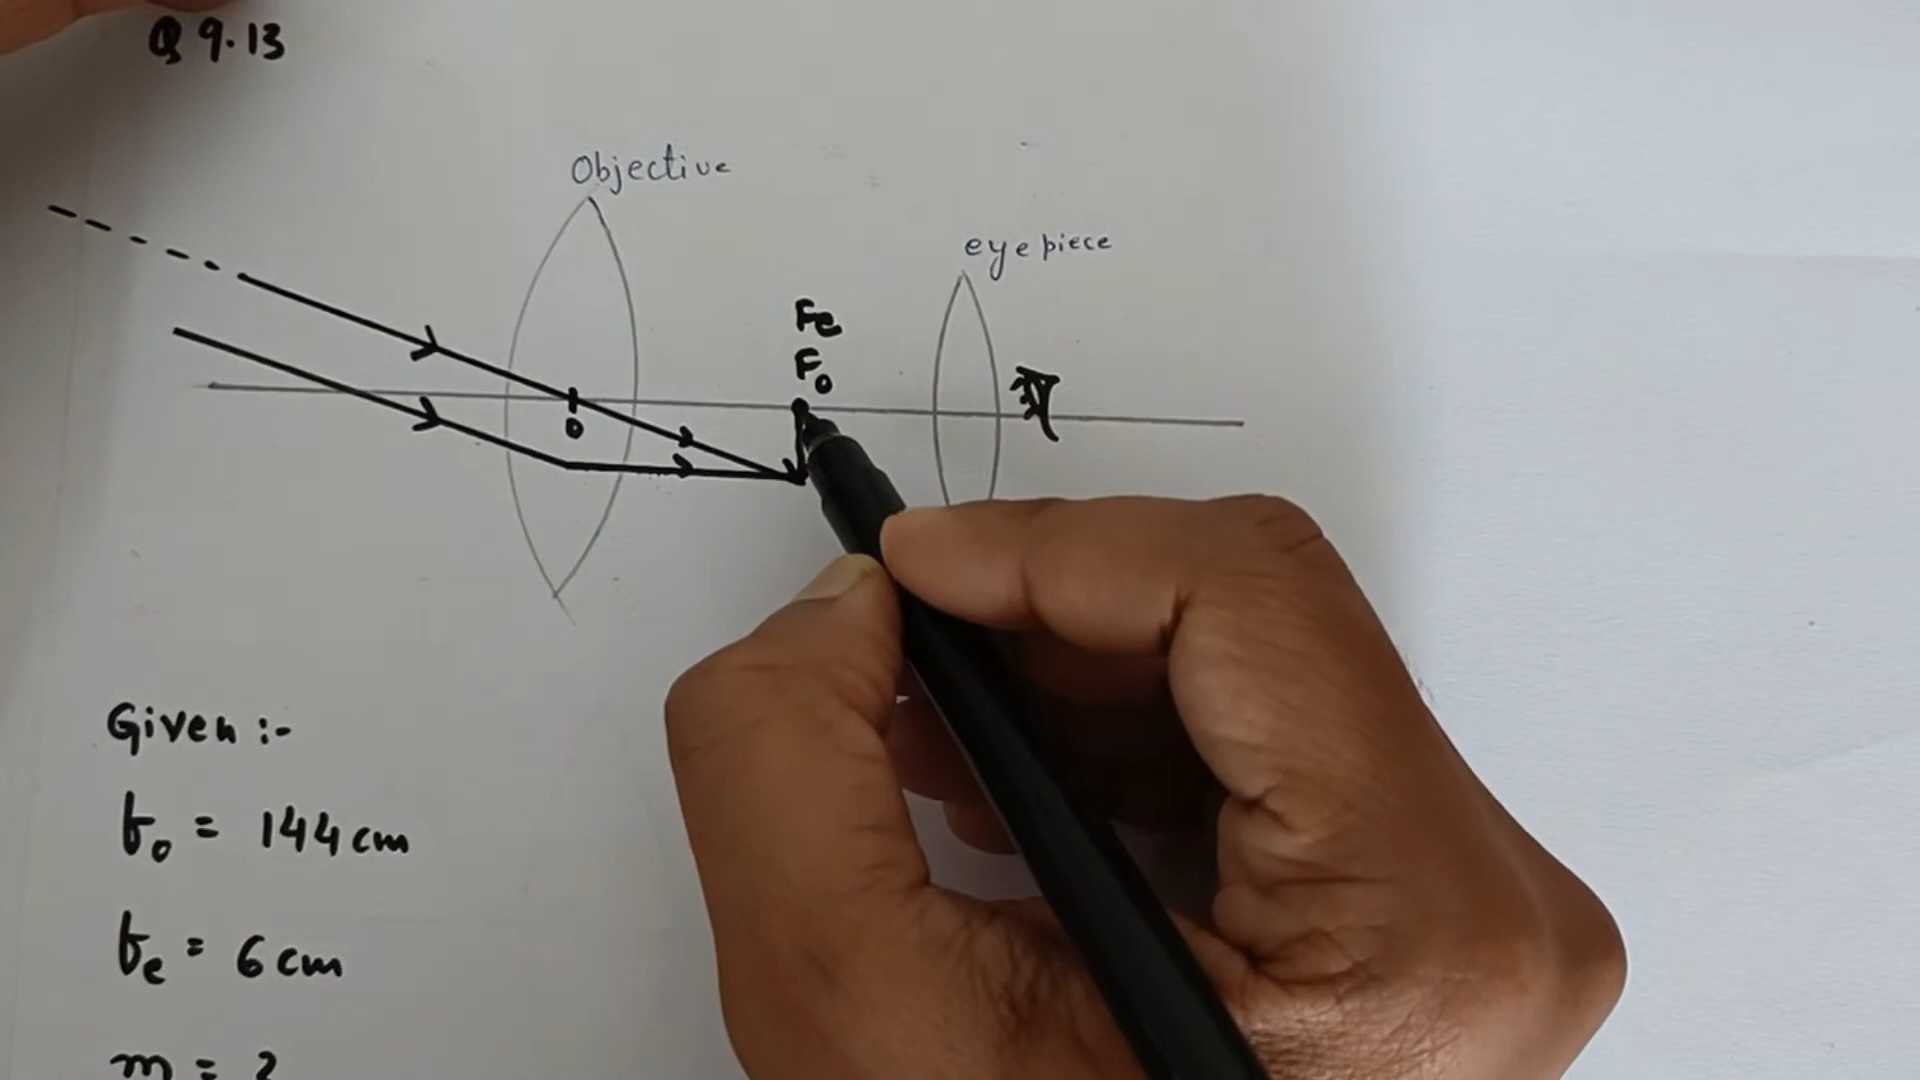 Q 9.13
Objective
eye piece
Fe
Fo
o
Given :-
fo = 144 cm
fe = 6 cm
m = ?